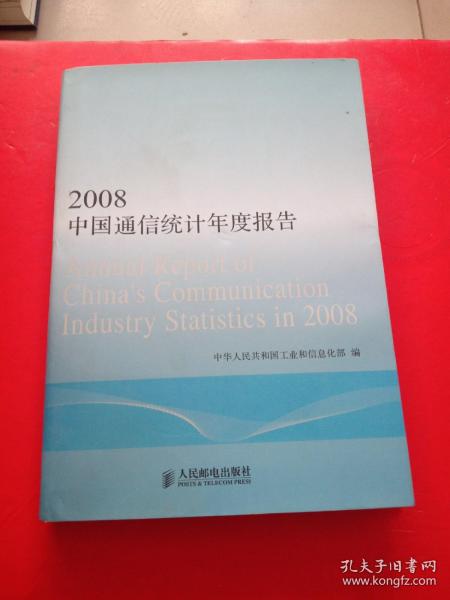 2008
中国通信统计年度报告
Annual Report of
China's Communication
Industry Statistics in 2008
中华人民共和国工业和信息化部 编
人民邮电出版社
POSTS & TELECOM PRESS
孔夫子旧书网
www.kongfz.com